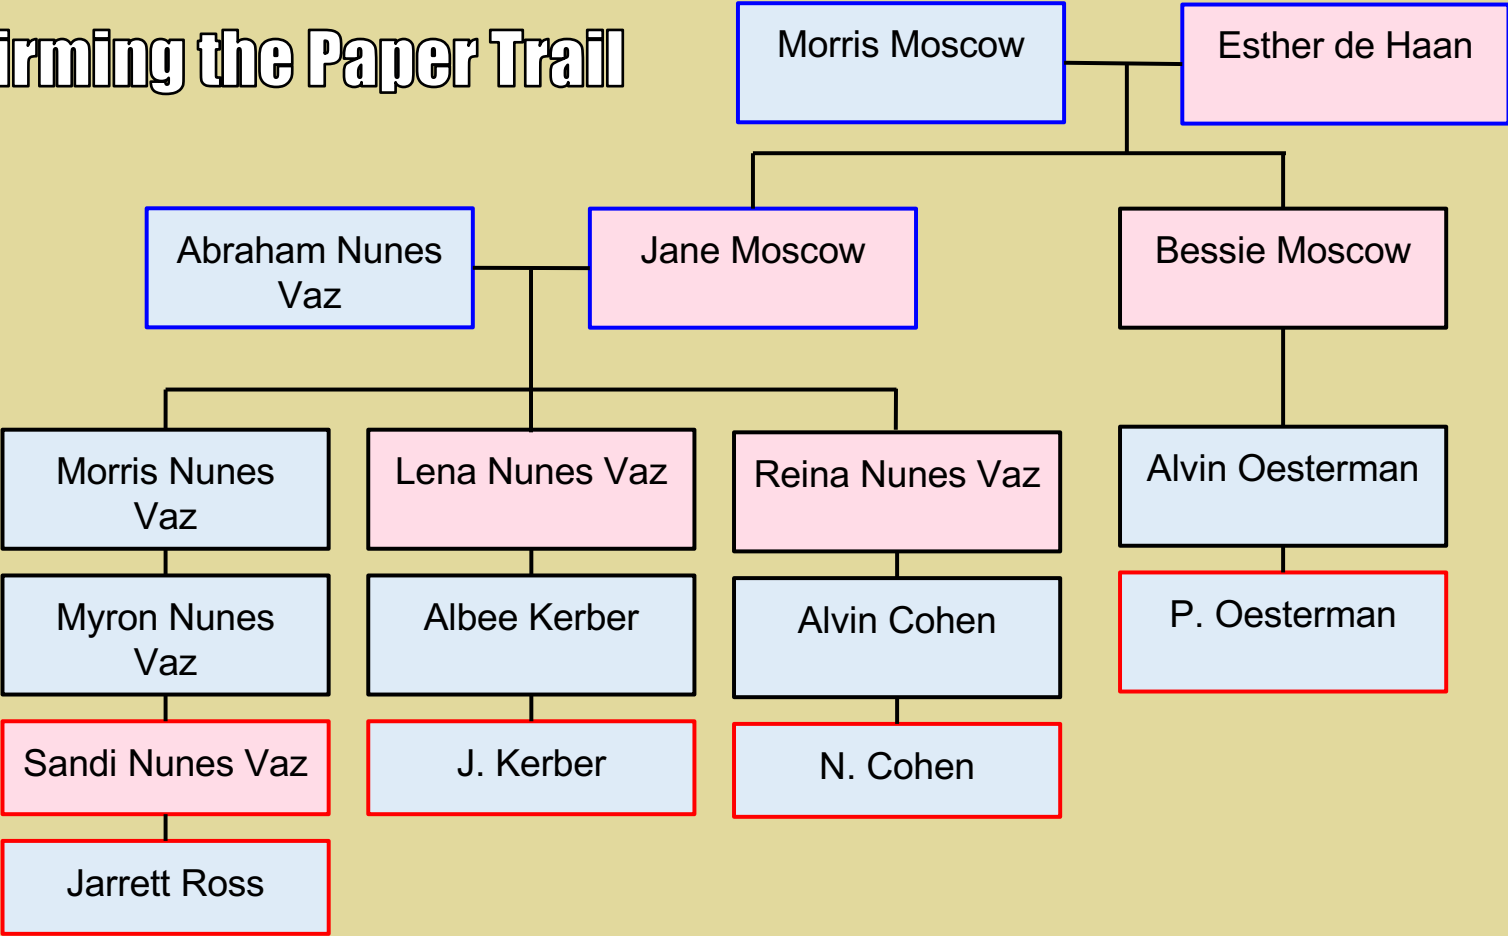 irming the Paper Trail
Morris Moscow
Esther de Haan
Abraham Nunes
Vaz
Jane Moscow
Bessie Moscow
Morris Nunes
Vaz
Lena Nunes Vaz
Reina Nunes Vaz
Alvin Oesterman
Myron Nunes
Vaz
Albee Kerber
Alvin Cohen
P. Oesterman
Sandi Nunes Vaz
J. Kerber
N. Cohen
Jarrett Ross